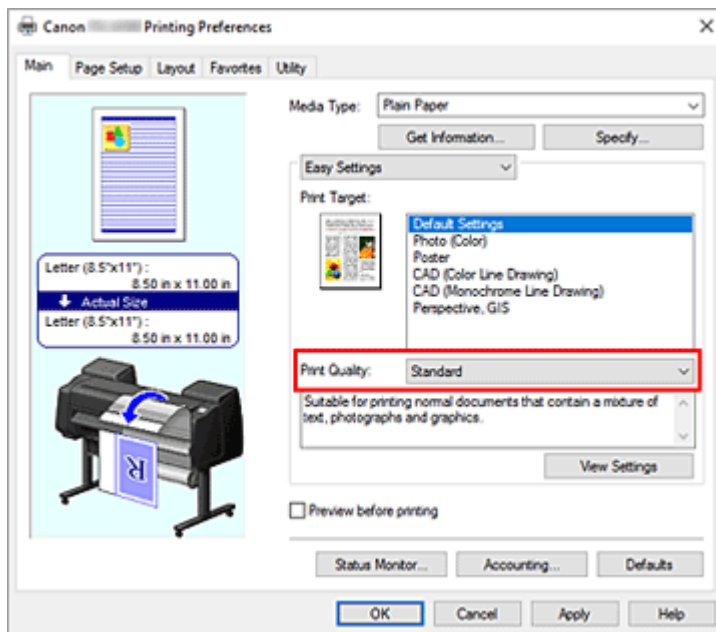 Canon Printing Preferences
Main Page Setup Layout Favorites Utility
Media Type: Plain Paper
Get Information... Specify...
Easy Settings
Print Target:
Default Settings
Photo (Color)
Poster
CAD (Color Line Drawing)
CAD (Monochrome Line Drawing)
Perspective, GIS
Letter (8.5"x11") :
8.50 in x 11.00 in
Actual Size
Letter (8.5"x11") :
8.50 in x 11.00 in
R
Print Quality: Standard
Suitable for printing normal documents that contain a mixture of
text, photographs and graphics.
View Settings
Preview before printing
Status Monitor... Accounting... Defaults
OK Cancel Apply Help